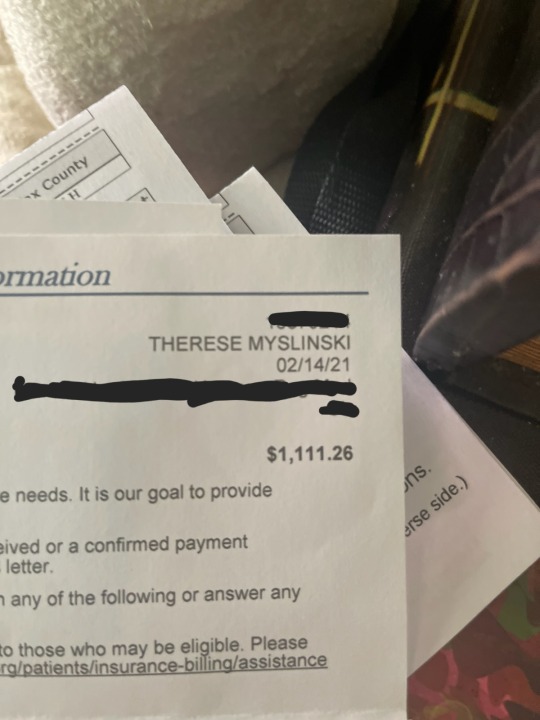 x County
H
ormation
THERESE MYSLINSKI
02/14/21
$1,111.26
e needs. It is our goal to provide
eived or a confirmed payment
letter.
any of the following or answer any
to those who may be eligible. Please
rg/patients/insurance-billing/assistance
ons.
erse side.)